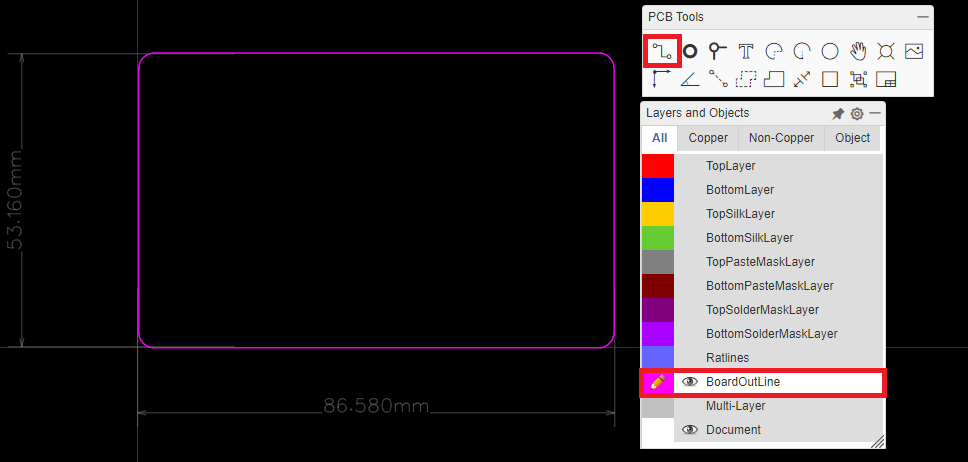 PCB Tools
T
Layers and Objects
All Copper Non-Copper Object
TopLayer
BottomLayer
TopSilkLayer
BottomSilkLayer
TopPasteMaskLayer
BottomPasteMaskLayer
TopSolderMaskLayer
BottomSolderMaskLayer
Ratlines
BoardOutLine
Multi-Layer
Document
53.160mm
86.580mm